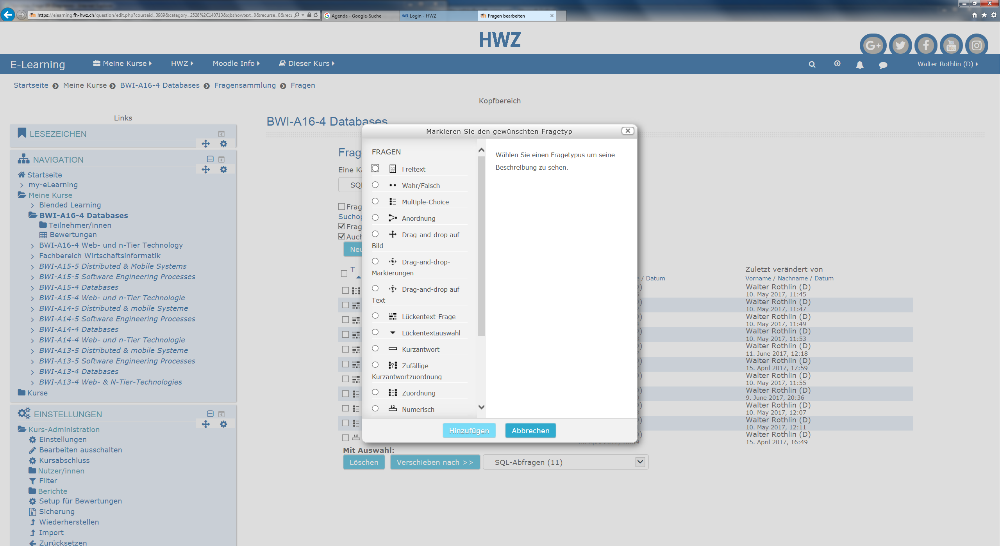 https://elearning.fh-hwz.ch/question/edit.php?courseid=3989&category=2528%2C140713&qbshowtext=0&recurse=0&recu
Agenda - Google-Suche
HWZ Login - HWZ
Fragen bearbeiten
HWZ
You Tube
E-Learning
Meine Kurse
HWZ
Moodle Info
Dieser Kurs
Walter Rothlin (D)
Startseite
Meine Kurse
BWI-A16-4 Databases
Fragensammlung
Fragen
Kopfbereich
Links
LESEZEICHEN
NAVIGATION
Startseite
my-eLearning
Meine Kurse
Blended Learning
BWI-A16-4 Databases
Teilnehmer/innen
Bewertungen
BWI-A16-4 Web- und n-Tier Technology
Fachbereich Wirtschaftsinformatik
BWI-A15-5 Distributed & Mobile Systems
BWI-A15-5 Software Engineering Processes
BWI-A15-4 Databases
BWI-A15-4 Web- und n-Tier Technologie
BWI-A14-5 Distributed & mobile Systeme
BWI-A14-5 Software Engineering Processes
BWI-A14-4 Databases
BWI-A14-4 Web- und n-Tier Technologie
BWI-A13-5 Distributed & mobile Systeme
BWI-A13-5 Software Engineering Processes
BWI-A13-4 Databases
BWI-A13-4 Web- & N-Tier-Technologies
Kurse
EINSTELLUNGEN
Kurs-Administration
Einstellungen
Bearbeiten ausschalten
Kursabschluss
Nutzer/innen
Filter
Berichte
Setup für Bewertungen
Sicherung
Wiederherstellen
Import
Zurücksetzen
BWI-A16-4 Databases
Frag
Eine Ka
SQL
Frag
Suchop
Frag
Auch
Neu
T
Markieren Sie den gewünschten Fragetyp
FRAGEN
Freitext
Wahr/Falsch
Multiple-Choice
Anordnung
Drag-and-drop auf
Bild
Drag-and-drop-
Markierungen
Drag-and-drop auf
Text
Lückentext-Frage
Lückentextauswahl
Kurzantwort
Zufällige
Kurzantwortzuordnung
Zuordnung
Numerisch
Wählen Sie einen Fragetypus um seine
Beschreibung zu sehen.
Hinzufügen
Abbrechen
/ Datum
Zuletzt verändert von
Vorname / Nachname / Datum
Walter Rothlin (D)
10. May 2017, 11:45
Walter Rothlin (D)
10. May 2017, 11:47
Walter Rothlin (D)
10. May 2017, 11:49
Walter Rothlin (D)
10. May 2017, 11:53
Walter Rothlin (D)
11. June 2017, 12:18
Walter Rothlin (D)
15. April 2017, 17:59
Walter Rothlin (D)
10. May 2017, 11:55
Walter Rothlin (D)
9. June 2017, 20:36
Walter Rothlin (D)
10. May 2017, 12:07
Walter Rothlin (D)
10. May 2017, 12:11
Walter Rothlin (D)
15. April 2017, 16:49
Mit Auswahl:
Löschen
Verschieben nach >>
SQL-Abfragen (11)